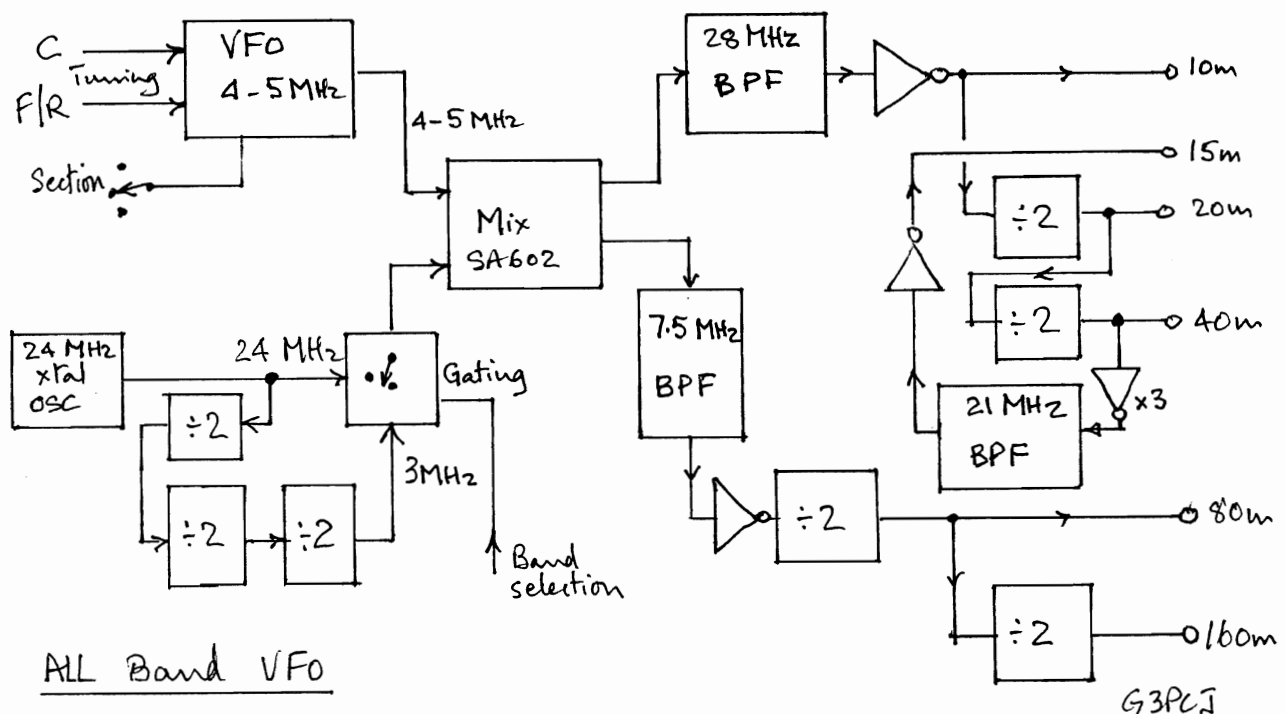 C
Tuning
F/R
VFO
4-5 MHz
Section
4-5 MHz
Mix
SA602
28 MHz
BPF
10m
15m
÷2
20m
÷2
40m
x3
21 MHz
BPF
7.5 MHz
BPF
24 MHz
xtal
OSC
24 MHz
Gating
÷2
3MHz
÷2
÷2
Band
selection
÷2
80m
÷2
160m
ALL Band VFO
G3PCJ